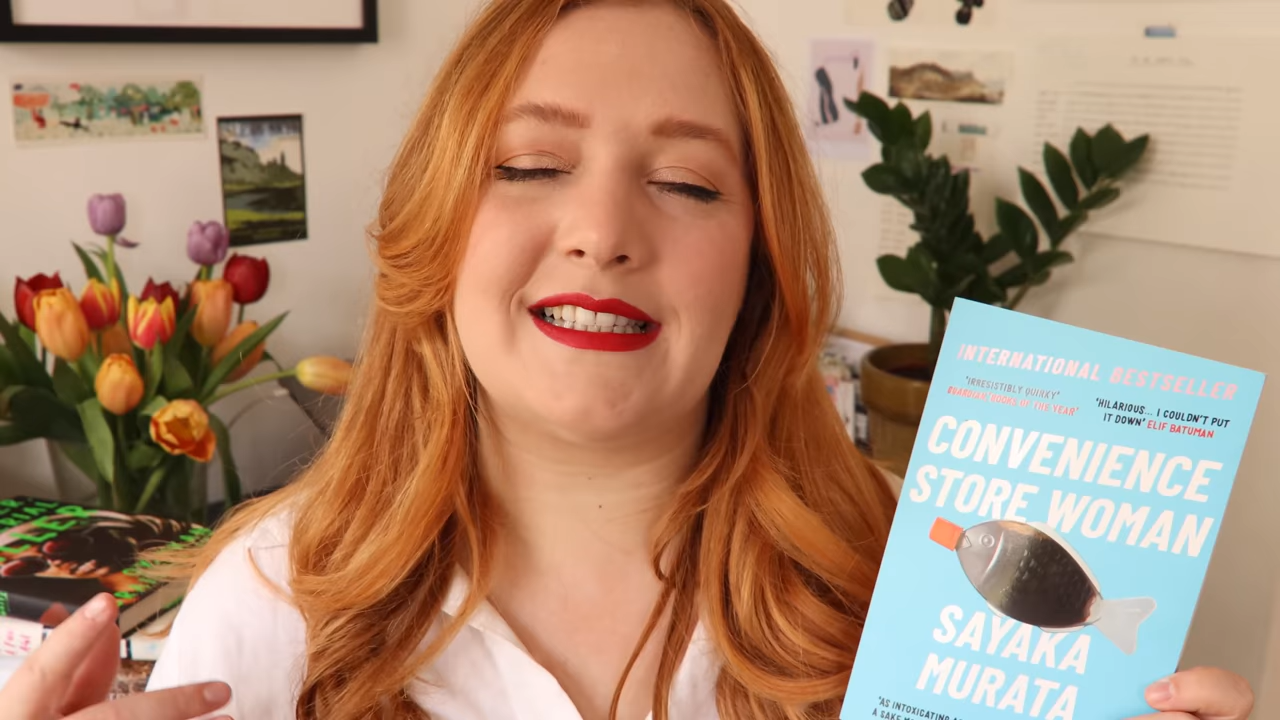 INTERNATIONAL BESTSELLER
'IRRESISTIBLY QUIRKY'
GUARDIAN, BOOKS OF THE YEAR
'HILARIOUS... I COULDN'T PUT
IT DOWN' ELIF BATUMAN
CONVENIENCE
STORE WOMAN
SAYAKA
MURATA
'AS INTOXICATING
A SAKE